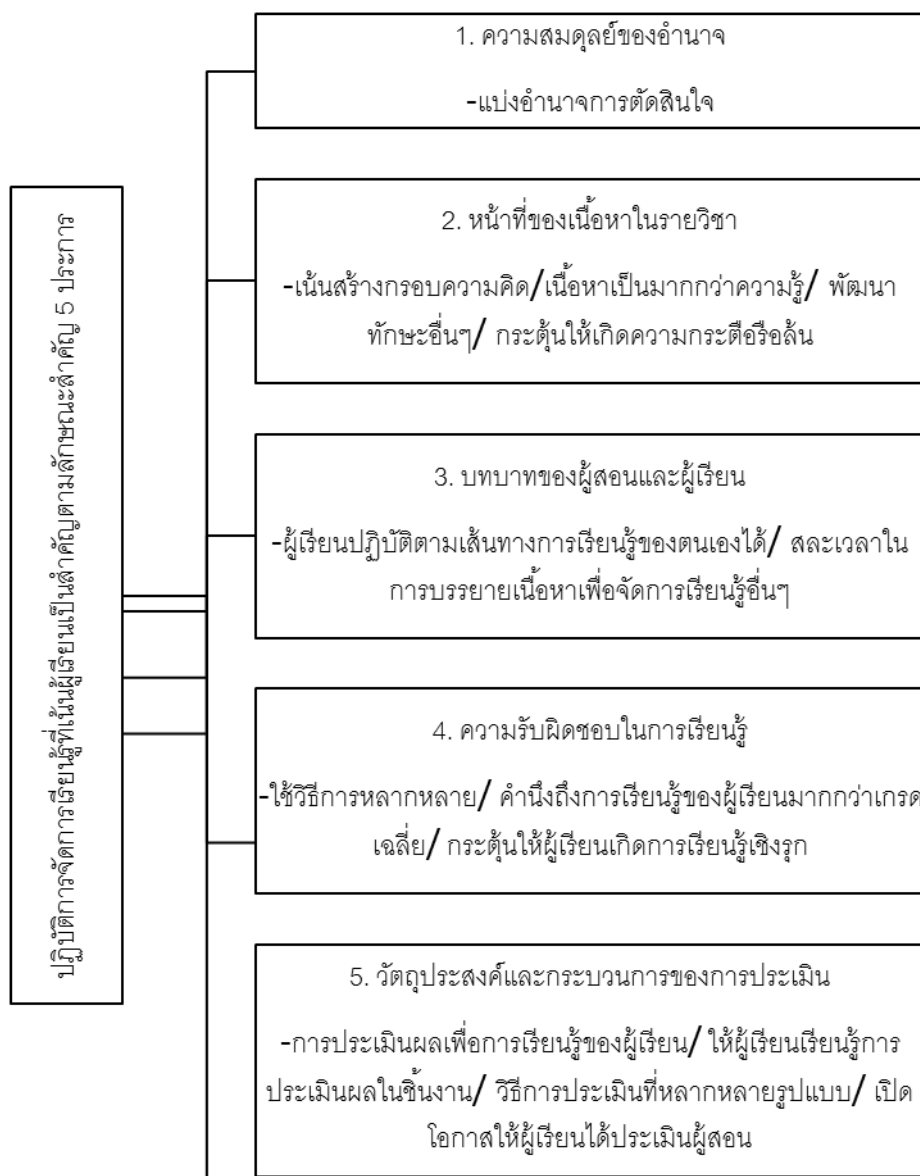 ปฏิบัติการจัดการเรียนรู้ที่เน้นผู้เรียนเป็นสำคัญตามลักษณะสำคัญ 5 ประการ
1. ความสมดุลย์ของอำนาจ
-แบ่งอำนาจการตัดสินใจ
2. หน้าที่ของเนื้อหาในรายวิชา
-เน้นสร้างกรอบความคิด/เนื้อหาเป็นมากกว่าความรู้/ พัฒนา
ทักษะอื่นๆ/ กระตุ้นให้เกิดความกระตือรือล้น
3. บทบาทของผู้สอนและผู้เรียน
-ผู้เรียนปฏิบัติตามเส้นทางการเรียนรู้ของตนเองได้/ สละเวลาใน
การบรรยายเนื้อหาเพื่อจัดการเรียนรู้อื่นๆ
4. ความรับผิดชอบในการเรียนรู้
-ใช้วิธีการหลากหลาย/ คำนึงถึงการเรียนรู้ของผู้เรียนมากกว่าเกรด
เฉลี่ย/ กระตุ้นให้ผู้เรียนเกิดการเรียนรู้เชิงรุก
5. วัตถุประสงค์และกระบวนการของการประเมิน
-การประเมินผลเพื่อการเรียนรู้ของผู้เรียน/ ให้ผู้เรียนเรียนรู้การ
ประเมินผลในชิ้นงาน/ วิธีการประเมินที่หลากหลายรูปแบบ/ เปิด
โอกาสให้ผู้เรียนได้ประเมินผู้สอน